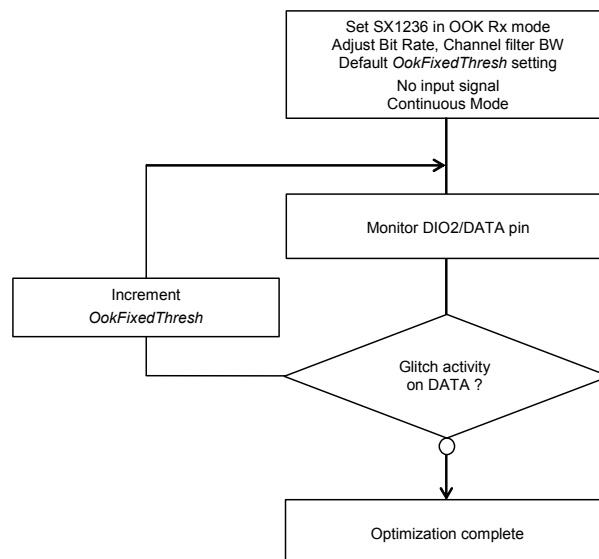 Set SX1236 in OOK Rx mode
Adjust Bit Rate, Channel filter BW
Default OokFixedThresh setting
No input signal
Continuous Mode
Monitor DIO2/DATA pin
Increment
OokFixedThresh
Glitch activity
on DATA ?
Optimization complete